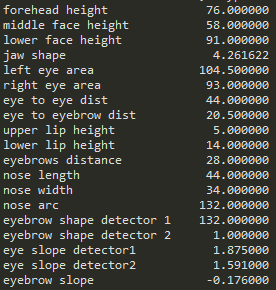 forehead height 76.000000
middle face height 58.000000
lower face height 91.000000
jaw shape 4.261622
left eye area 104.500000
right eye area 93.000000
eye to eye dist 44.000000
eye to eyebrow dist 20.500000
upper lip height 5.000000
lower lip height 14.000000
eyebrows distance 28.000000
nose length 44.000000
nose width 34.000000
nose arc 132.000000
eyebrow shape detector 1 132.000000
eyebrow shape detector 2 1.000000
eye slope detector1 1.875000
eye slope detector2 1.591000
eyebrow slope -0.176000